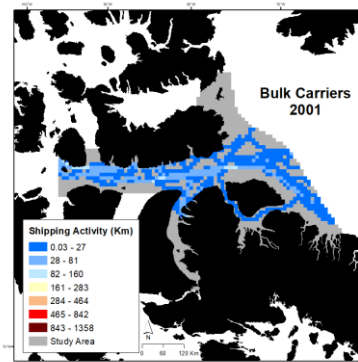 Bulk Carriers
2001
Shipping Activity (Km)
0.03 - 27
28 - 81
82 - 160
161 - 283
284 - 464
465 - 842
843 - 1358
Study Area
N
0
60
120 Km